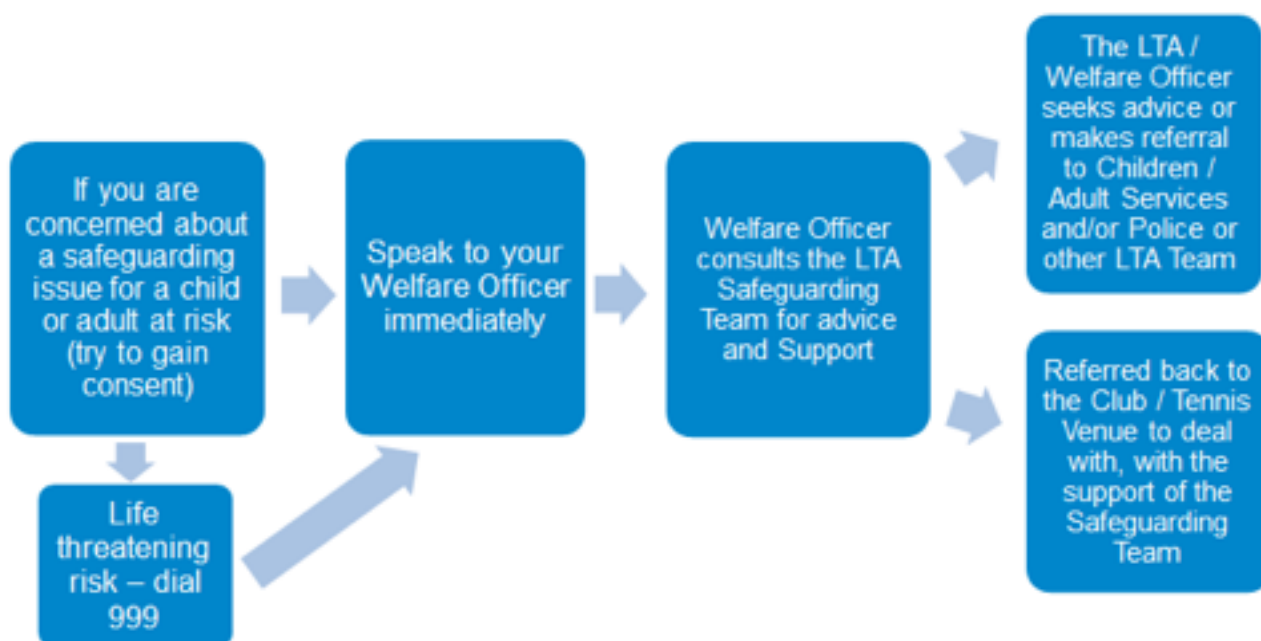 If you are
concerned about
a safeguarding
issue for a child
or adult at risk
(try to gain
consent)
Life
threatening
risk – dial
999
Speak to your
Welfare Officer
immediately
Welfare Officer
consults the LTA
Safeguarding
Team for advice
and Support
The LTA /
Welfare Officer
seeks advice or
makes referral
to Children /
Adult Services
and/or Police or
other LTA Team
Referred back to
the Club / Tennis
Venue to deal
with, with the
support of the
Safeguarding
Team